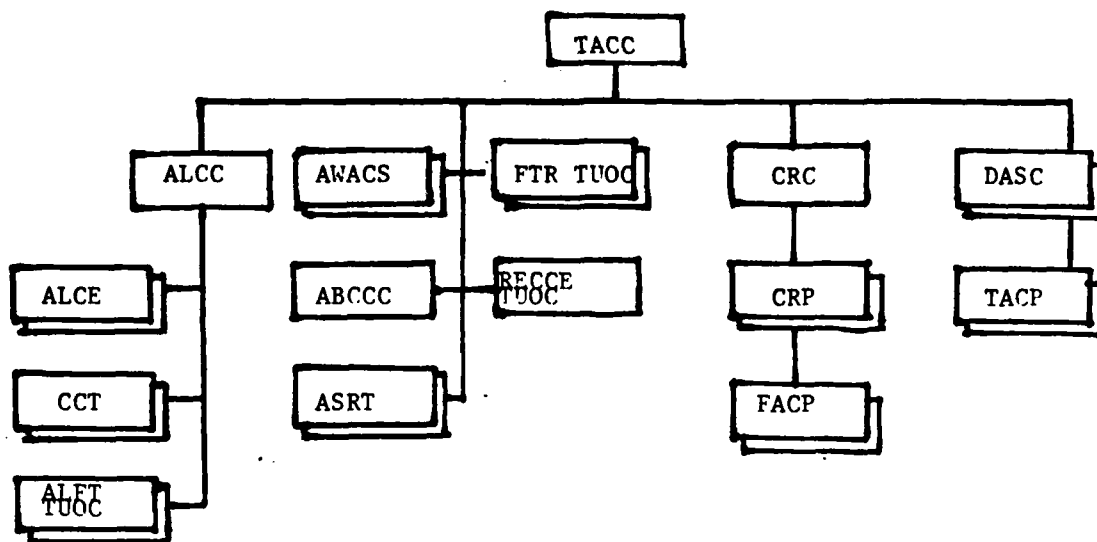 TACC
ALCC
AWACS
FTR TUOC
CRC
DASC
ALCE
ABCCC
RECCE
TUOC
CRP
TACP
CCT
ASRT
FACP
ALFT
TUOC